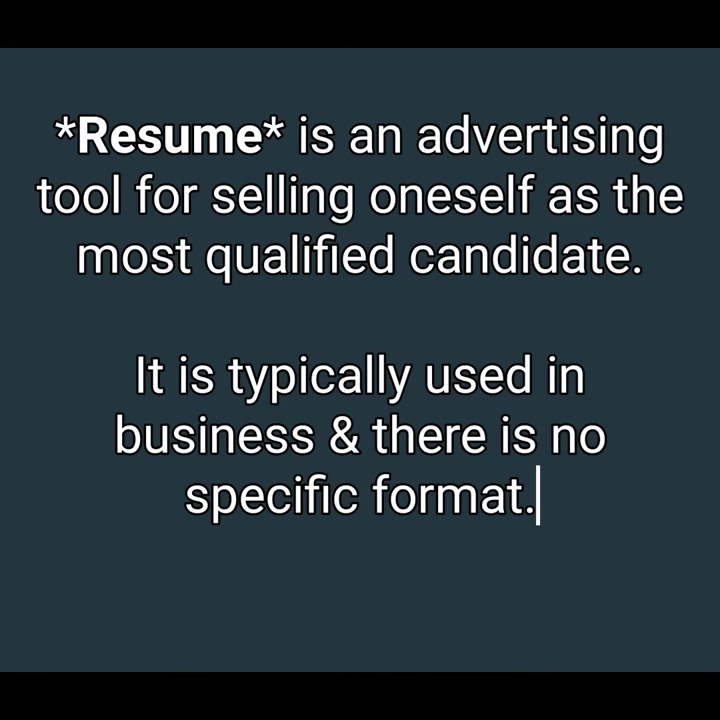 *Resume* is an advertising
tool for selling oneself as the
most qualified candidate.
It is typically used in
business & there is no
specific format.